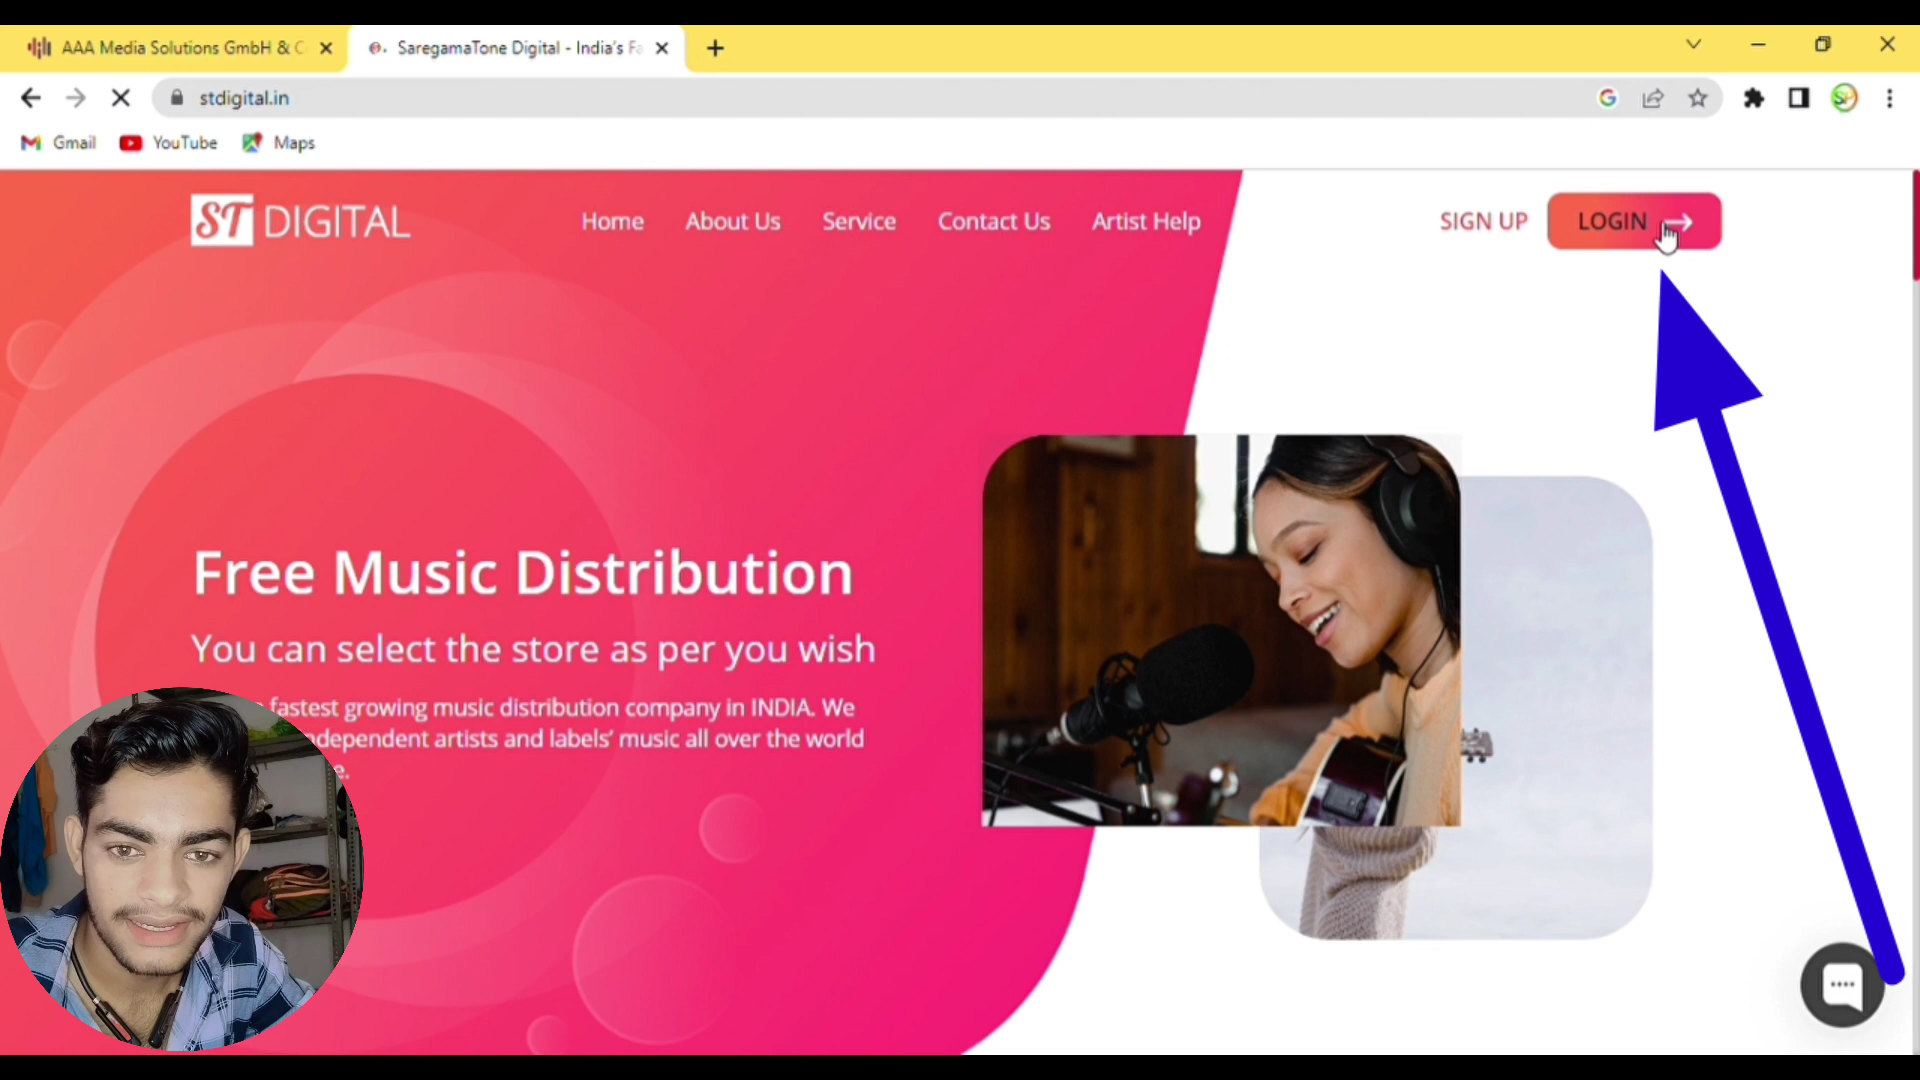 AAA Media Solutions GmbH &
SaregamaTone Digital - India's Fa
stdigital.in
Gmail
YouTube
Maps
ST DIGITAL
Home
About Us
Service
Contact Us
Artist Help
SIGN UP
LOGIN
Free Music Distribution
You can select the store as per you wish
fastest growing music distribution company in INDIA. We
independent artists and labels' music all over the world